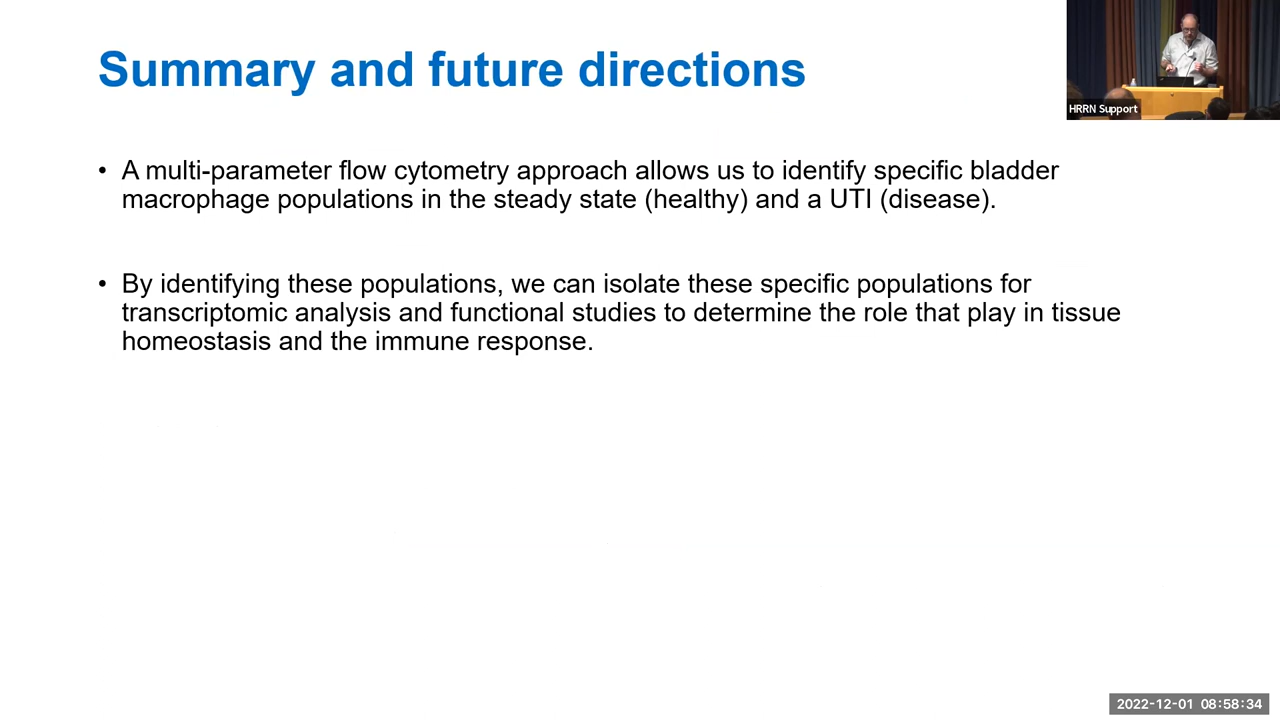 Summary and future directions
HRRN Support
• A multi-parameter flow cytometry approach allows us to identify specific bladder
macrophage populations in the steady state (healthy) and a UTI (disease).
• By identifying these populations, we can isolate these specific populations for
transcriptomic analysis and functional studies to determine the role that play in tissue
homeostasis and the immune response.
2022-12-01 08:58:34